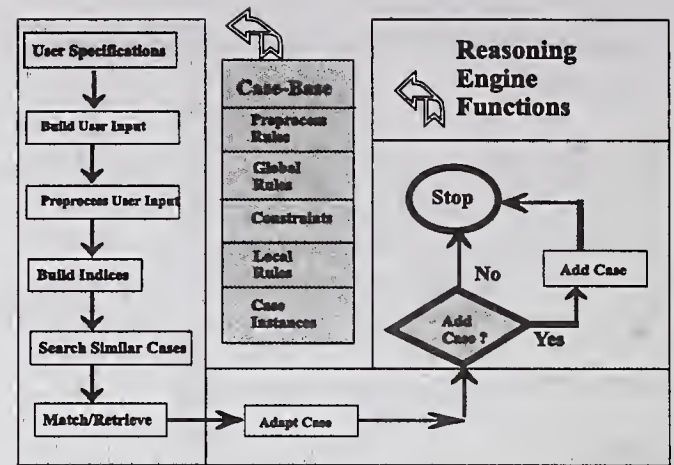 User Specifications
Build User Input
Preprocess User Input
Build Indices
Search Similar Cases
Match/Retrieve
Case-Base
Preprocess
Rules
Global
Rules
Constraints
Local
Rules
Case
Instances
Adapt Case
Reasoning
Engine
Functions
Stop
No
Add Case
Add
Case ?
Yes